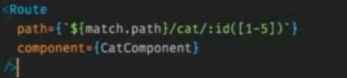 <Route
path={`${match.path}/cat/:id([1-5])`}
component={CatComponent}
/>